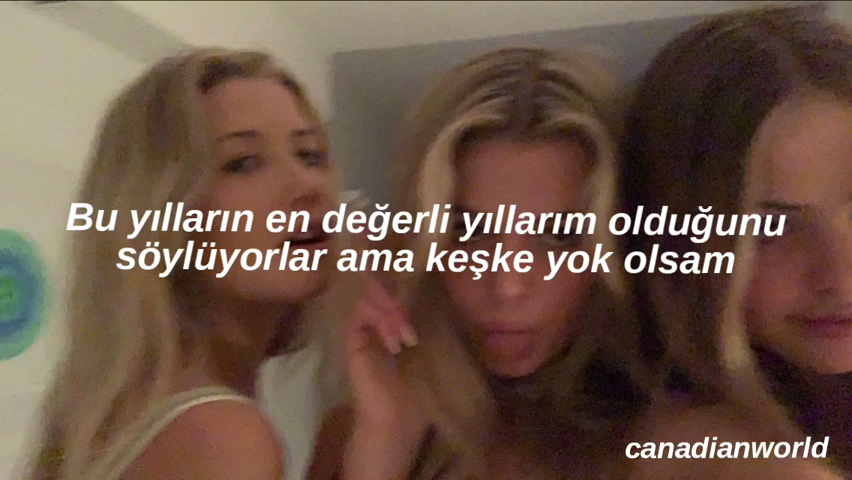 Bu yılların en değerli yıllarım olduğunu
söylüyorlar ama keşke yok olsam
canadianworld